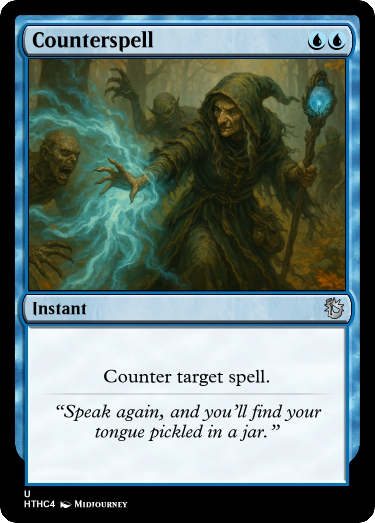 Counterspell
Instant
Counter target spell.
“Speak again, and you’ll find your
tongue pickled in a jar.”
U
HTHC4 Midjourney